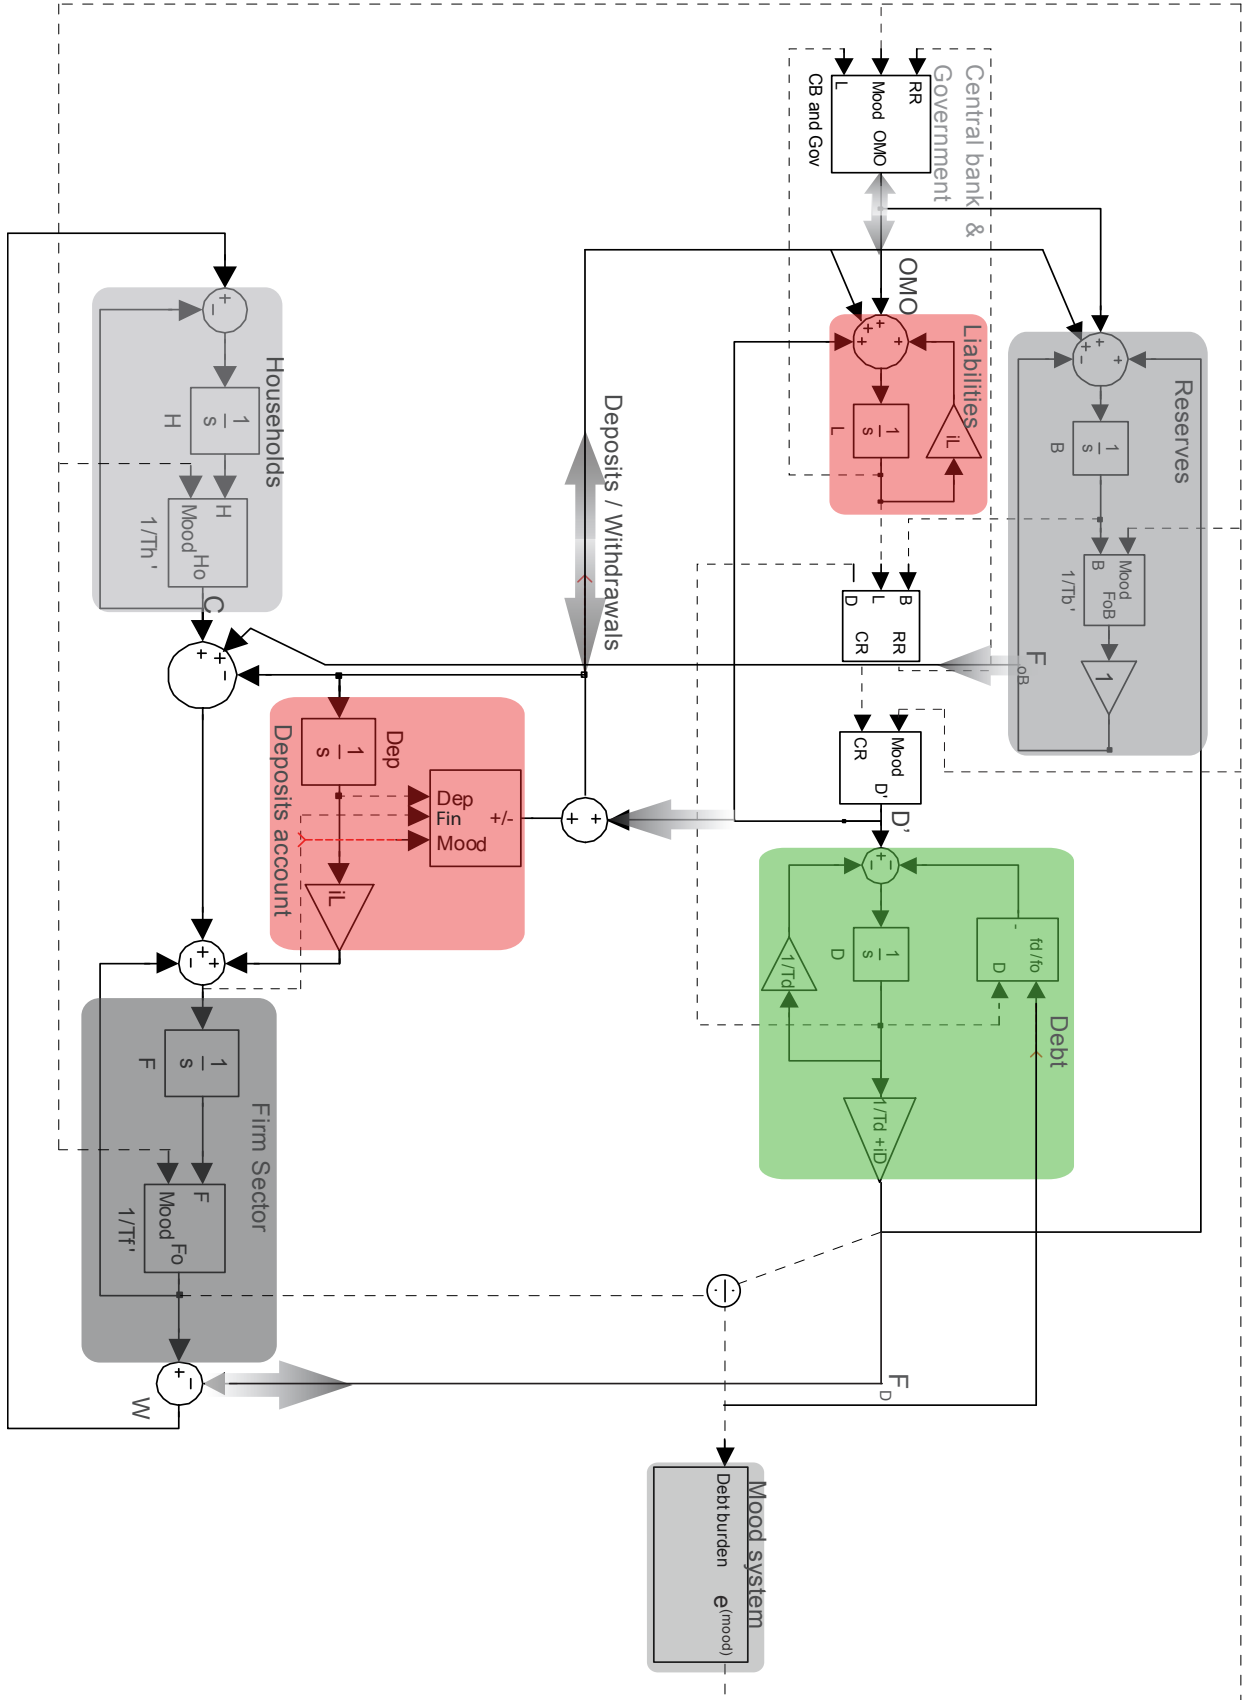 Central bank &
Government
RR
Mood OMO
L
CB and Gov
OMO
Liabilities
+
+
+
+
1
s
L
iL
Reserves
+
+
−
+
1
s
B
Mood
B
FoB
1/Tb'
1
F oB
Households
+
−
1
s
H
H
Mood
Ho
1/Th'
C
+
+
−
Deposits / Withdrawals
B
L
D
RR
CR
Mood
CR
D'
D'
Deposits account
Dep
1
s
Dep
Fin
Mood
+/-
iL
+
+
Debt
+
−
−
1
s
D
1/Td
fd/fo
D
-
1/Td +iD
+
+
−
Firm Sector
1
s
F
F
Mood
Fo
1/Tf'
+
−
W
÷
F D
Mood system
Debt burden
e(mood)